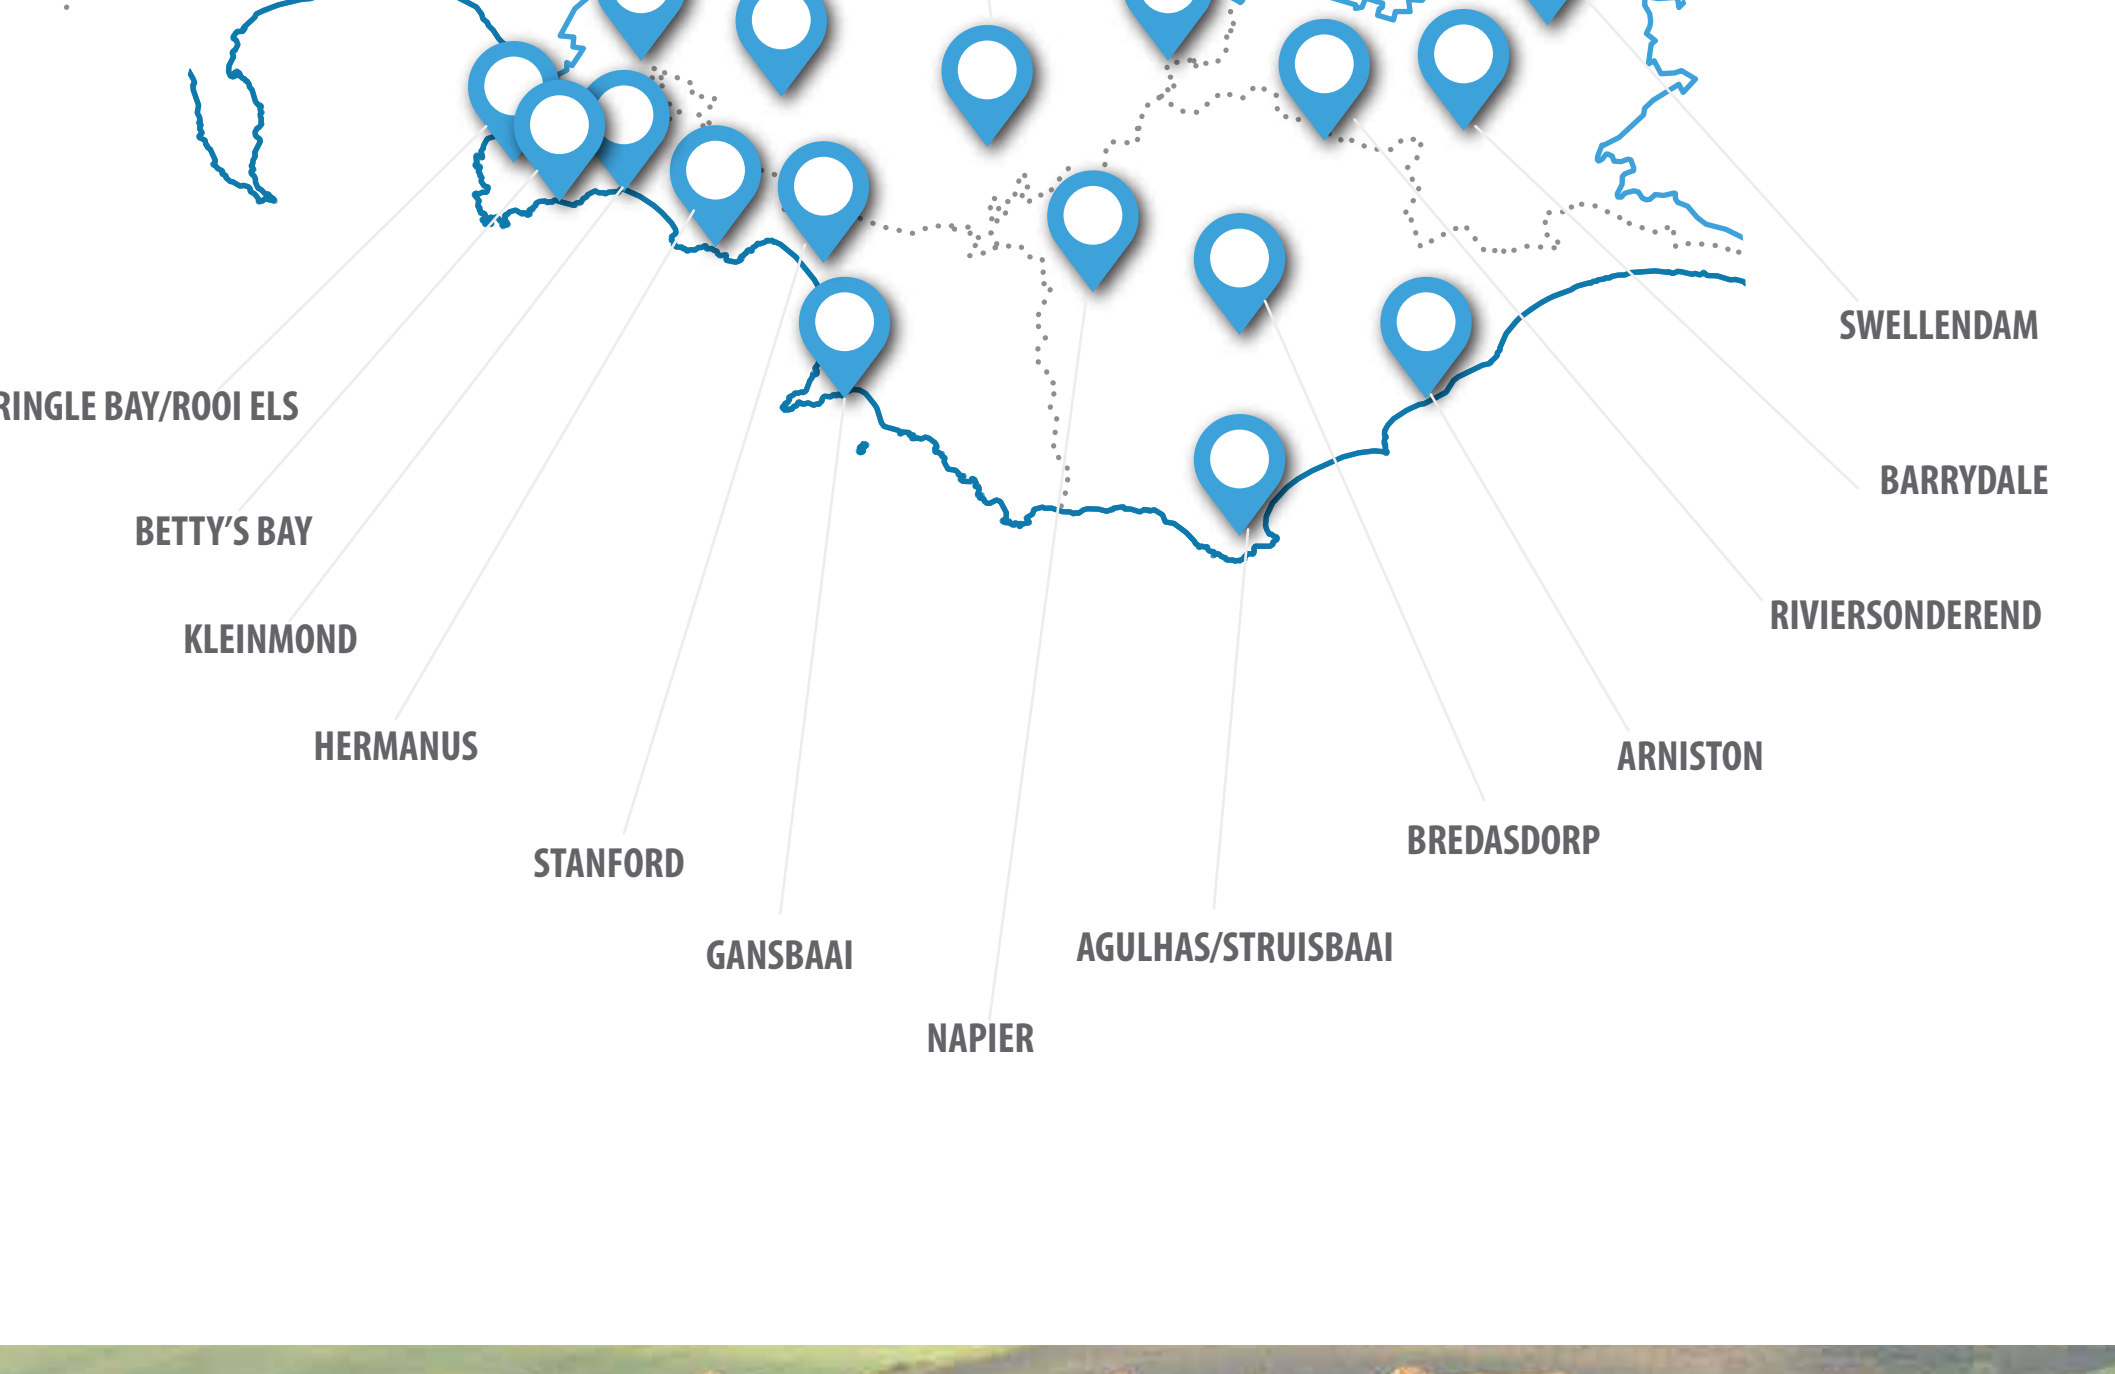 SWELLENDAM
RINGLE BAY/ROOI ELS
BARRYDALE
BETTY'S BAY
RIVIERSONDEREND
KLEINMOND
HERMANUS
ARNISTON
BREDASDORP
STANFORD
AGULHAS/STRUISBAAI
GANSBAAI
NAPIER